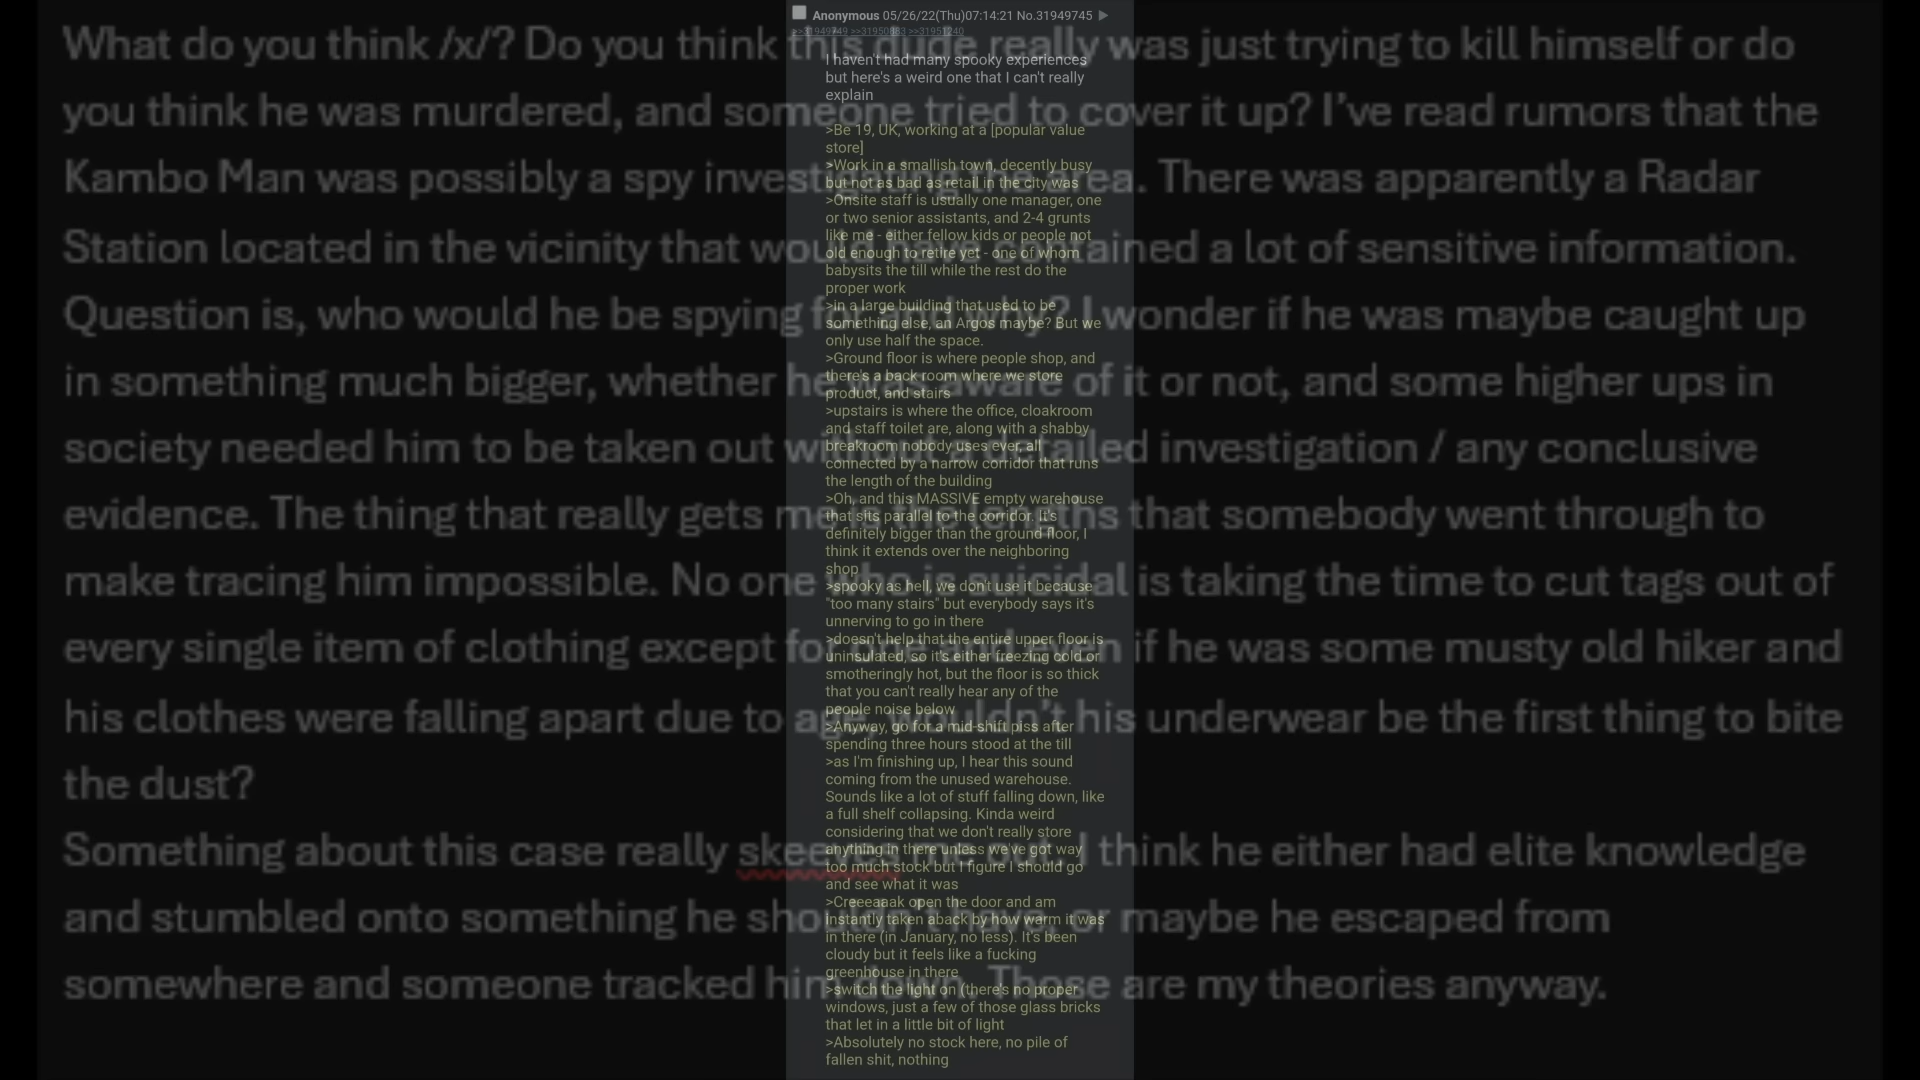 Anonymous 05/26/22(Thu)07:14:21 No.31949745 ▶
>>31949749 >>31950883 >>31951240
I haven't had many spooky experiences
but here's a weird one that I can't really
explain
>Be 19, UK, working at a [popular value
store]
>Work in a smallish town, decently busy
but not as bad as retail in the city was
>Onsite staff is usually one manager, one
or two senior assistants, and 2-4 grunts
like me - either fellow kids or people not
old enough to retire yet - one of whom
babysits the till while the rest do the
proper work
>in a large building that used to be
something else, an Argos maybe? But we
only use half the space.
>Ground floor is where people shop, and
there's a back room where we store
product, and stairs
>upstairs is where the office, cloakroom
and staff toilet are, along with a shabby
breakroom nobody uses ever, all
connected by a narrow corridor that runs
the length of the building
>Oh, and this MASSIVE empty warehouse
that sits parallel to the corridor. It's
definitely bigger than the ground floor, I
think it extends over the neighboring
shop
>spooky as hell, we don't use it because
"too many stairs" but everybody says it's
unnerving to go in there
>doesn't help that the entire upper floor is
uninsulated, so it's either freezing cold or
smotheringly hot, but the floor is so thick
that you can't really hear any of the
people noise below
>Anyway, go for a mid-shift piss after
spending three hours stood at the till
>as I'm finishing up, I hear this sound
coming from the unused warehouse.
Sounds like a lot of stuff falling down, like
a full shelf collapsing. Kinda weird
considering that we don't really store
anything in there unless we've got way
too much stock but I figure I should go
and see what it was
>Creeeaaak open the door and am
instantly taken aback by how warm it was
in there (in January, no less). It's been
cloudy but it feels like a fucking
greenhouse in there
>switch the light on (there's no proper
windows, just a few of those glass bricks
that let in a little bit of light
>Absolutely no stock here, no pile of
fallen shit, nothing
What do you think /x/? Do you think this dude really was just trying to kill himself or do
you think he was murdered, and someone tried to cover it up? I've read rumors that the
Kambo Man was possibly a spy area. There was apparently a Radar
Station located in the vicinity that would have contained a lot of sensitive information.
Question is, who would he be spying wonder if he was maybe caught up
in something much bigger, whether he aware of it or not, and some higher ups in
society needed him to be taken out detailed investigation / any conclusive
evidence. The thing that really gets that somebody went through to
make tracing him impossible. No one who is suicidal is taking the time to cut tags out of
every single item of clothing except even if he was some musty old hiker and
his clothes were falling apart due to age, wouldn't his underwear be the first thing to bite
the dust?
Something about this case really think he either had elite knowledge
and stumbled onto something he shouldn't have, or maybe he escaped from
somewhere and someone tracked him down. Those are my theories anyway.